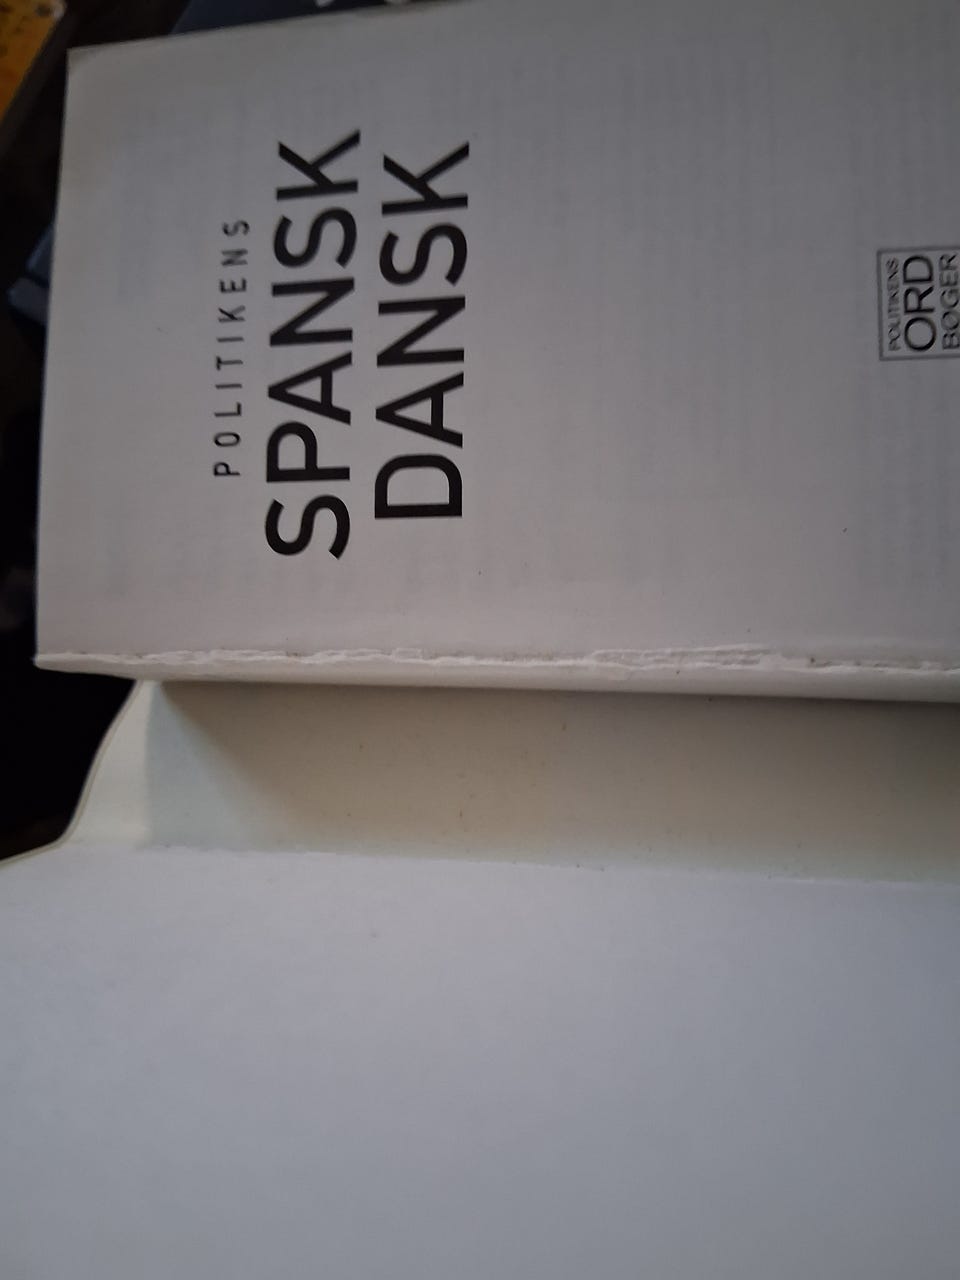 POLITIKENS
SPANSK
DANSK
POLITIKENS
ORD
BØGER